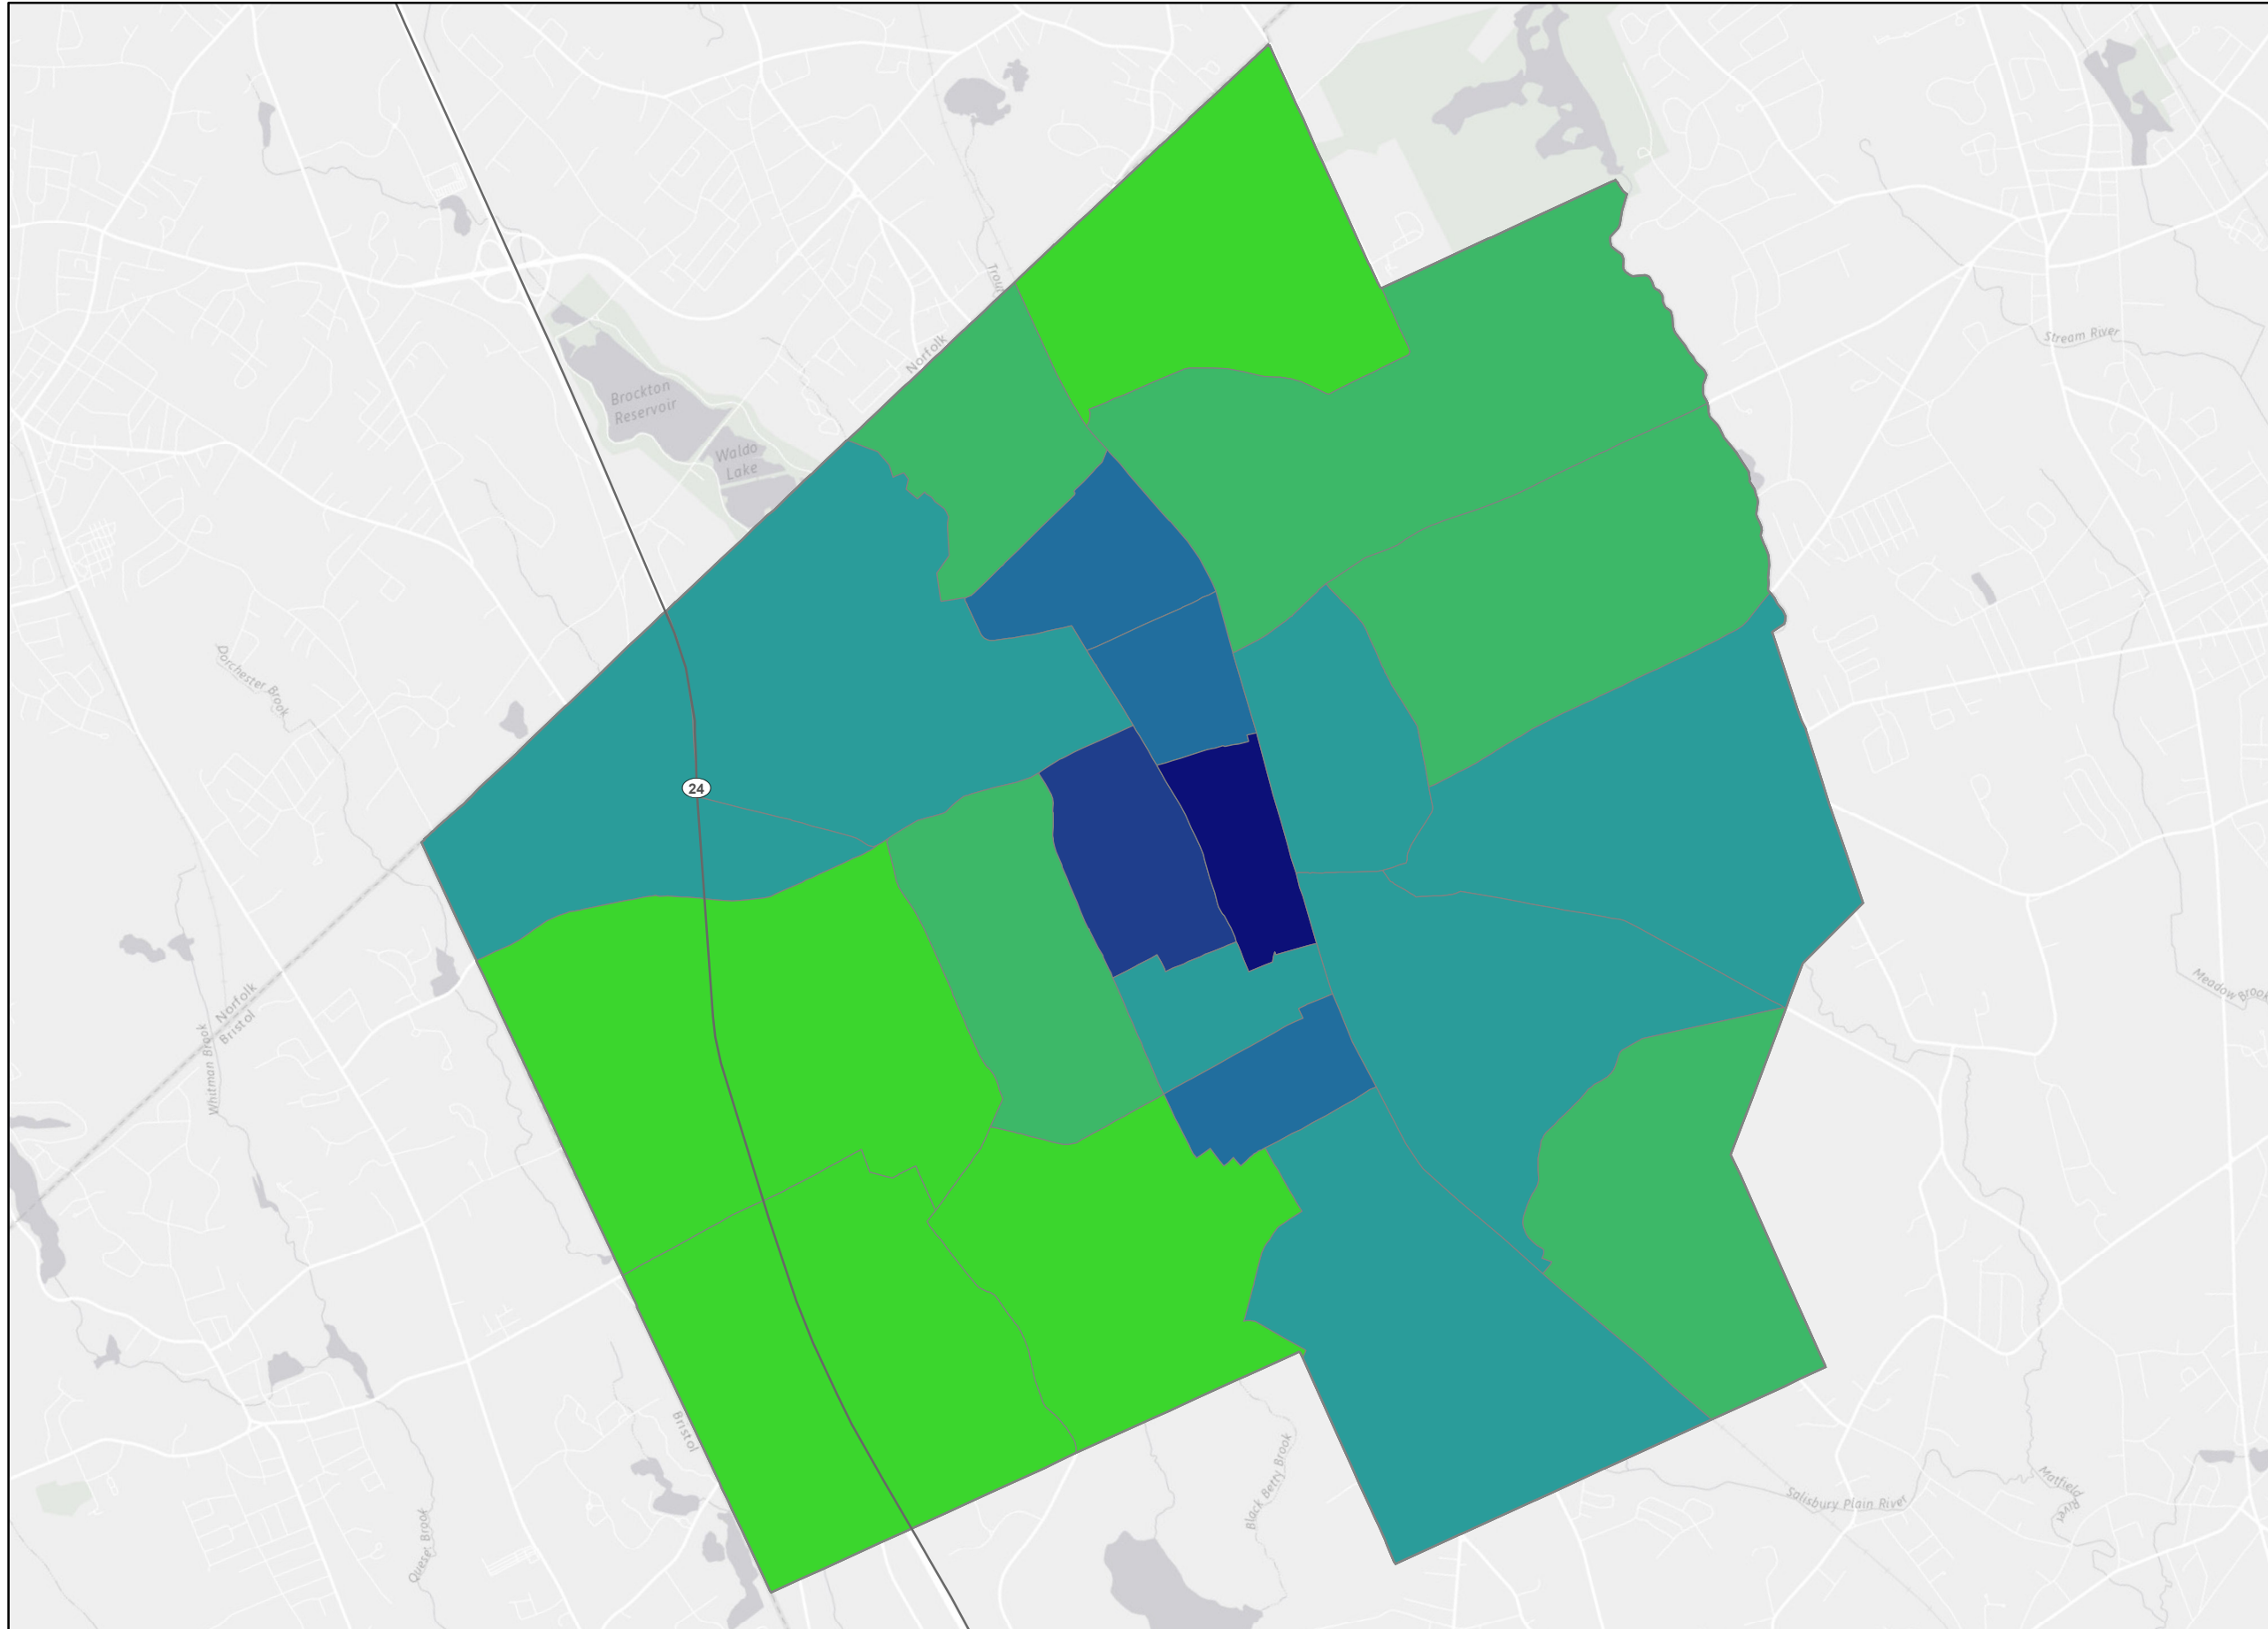 Trout
Stream River
Norfolk
Brockton
Reservoir
Waldo
Lake
Dorchester Brook
24
Meadow Brook
Norfolk
Bristol
Whitman Brook
Bristol
Black Betty Brook
Matfield
River
Salisbury Plain River
Queset Brook